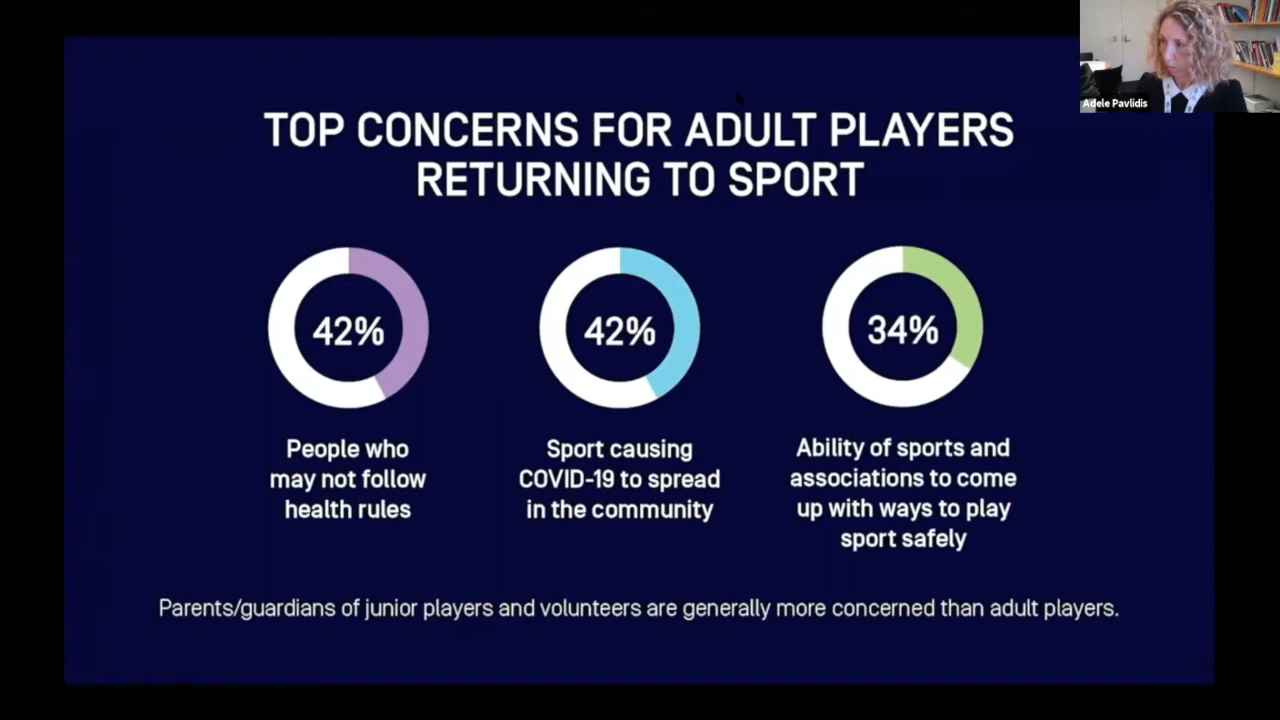 Adele Pavlidis
TOP CONCERNS FOR ADULT PLAYERS
RETURNING TO SPORT
42%
42%
34%
People who
may not follow
health rules
Sport causing
COVID-19 to spread
in the community
Ability of sports and
associations to come
up with ways to play
sport safely
Parents/guardians of junior players and volunteers are generally more concerned than adult players.